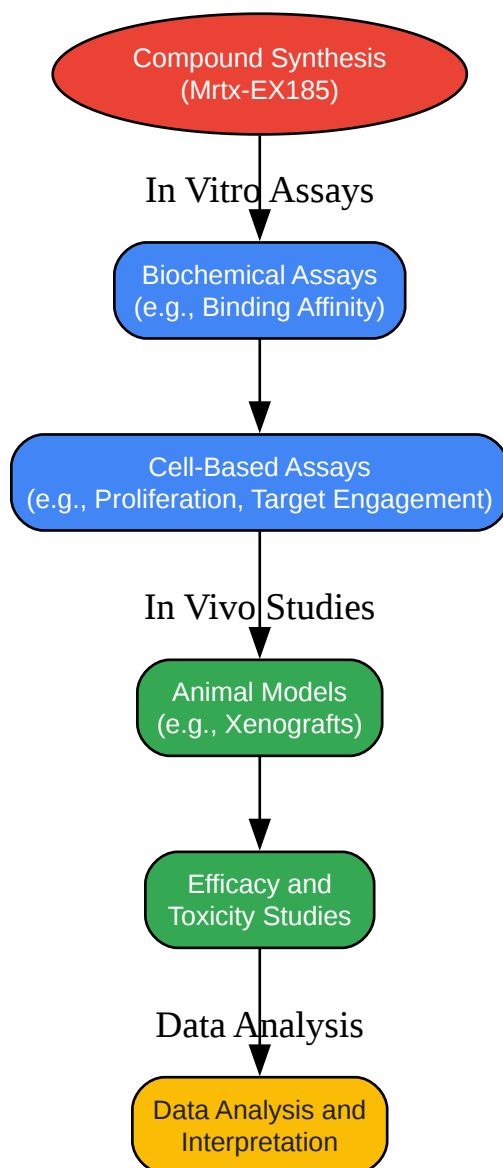 Compound Synthesis
(Mrtx-EX185)
In Vitro Assays
Biochemical Assays
(e.g., Binding Affinity)
Cell-Based Assays
(e.g., Proliferation, Target Engagement)
In Vivo Studies
Animal Models
(e.g., Xenografts)
Efficacy and
Toxicity Studies
Data Analysis
Data Analysis and
Interpretation